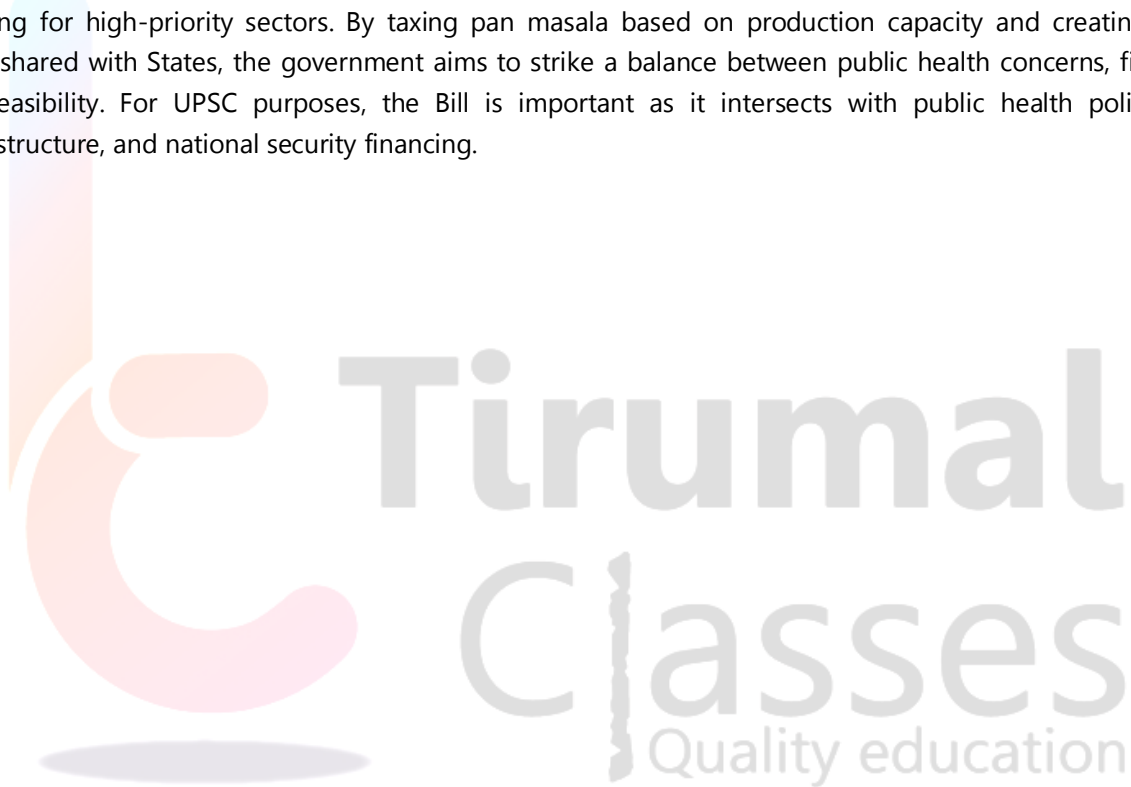 ng for high-priority sectors. By taxing pan masala based on production capacity and creatin
shared with States, the government aims to strike a balance between public health concerns, fi
easibility. For UPSC purposes, the Bill is important as it intersects with public health poli
structure, and national security financing.
Tirumal
Classes
Quality education